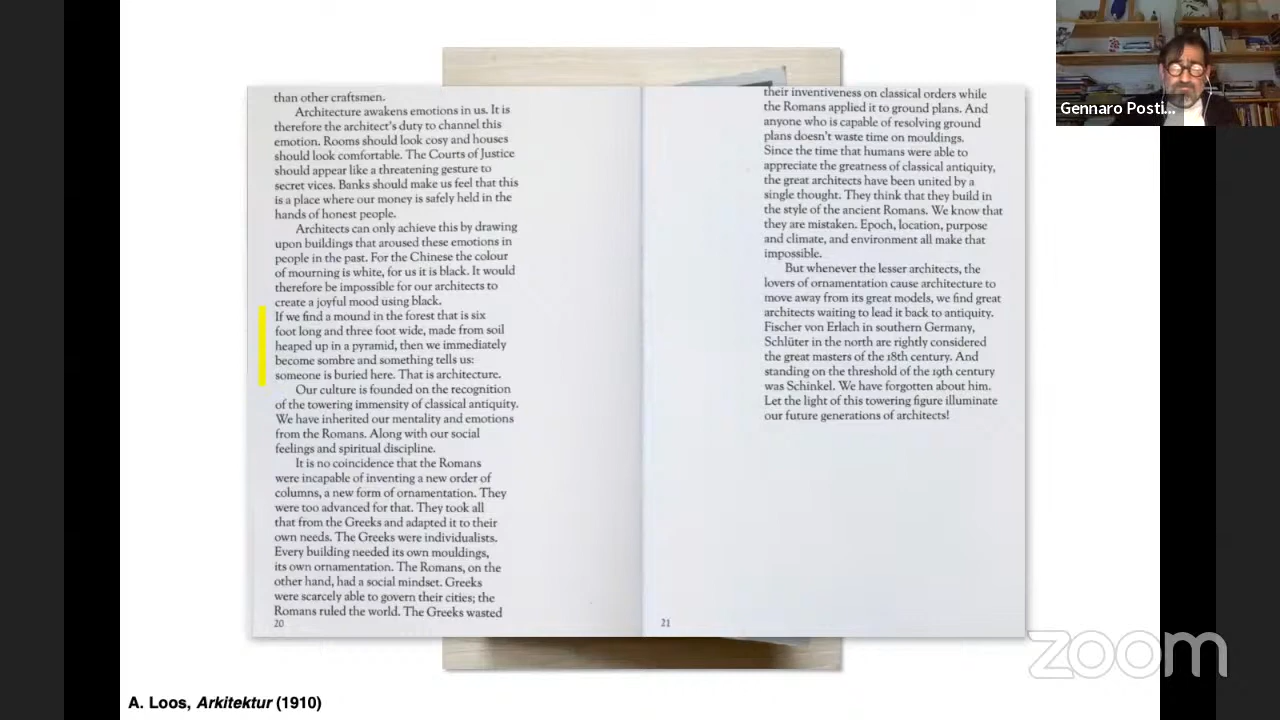 than other craftsmen.
Architecture awakens emotions in us. It is
therefore the architect's duty to channel this
emotion. Rooms should look cosy and houses
should look comfortable. The Courts of Justice
should appear like a threatening gesture to
secret vices. Banks should make us feel that this
is a place where our money is safely held in the
hands of honest people.
Architects can only achieve this by drawing
upon buildings that aroused these emotions in
people in the past. For the Chinese the colour
of mourning is white, for us it is black. It would
therefore be impossible for our architects to
create a joyful mood using black.
If we find a mound in the forest that is six
foot long and three foot wide, made from soil
heaped up in a pyramid, then we immediately
become sombre and something tells us:
someone is buried here. That is architecture.
Our culture is founded on the recognition
of the towering immensity of classical antiquity.
We have inherited our mentality and emotions
from the Romans. Along with our social
feelings and spiritual discipline.
It is no coincidence that the Romans
were incapable of inventing a new order of
columns, a new form of ornamentation. They
were too advanced for that. They took all
that from the Greeks and adapted it to their
own needs. The Greeks were individualists.
Every building needed its own mouldings,
its own ornamentation. The Romans, on the
other hand, had a social mindset. Greeks
were scarcely able to govern their cities; the
Romans ruled the world. The Greeks wasted
20
their inventiveness on classical orders while
the Romans applied it to ground plans. And
anyone who is capable of resolving ground
plans doesn't waste time on mouldings.
Since the time that humans were able to
appreciate the greatness of classical antiquity,
the great architects have been united by a
single thought. They think that they build in
the style of the ancient Romans. We know that
they are mistaken. Epoch, location, purpose
and climate, and environment all make that
impossible.
But whenever the lesser architects, the
lovers of ornamentation cause architecture to
move away from its great models, we find great
architects waiting to lead it back to antiquity.
Fischer von Erlach in southern Germany,
Schlüter in the north are rightly considered
the great masters of the 18th century. And
standing on the threshold of the 19th century
was Schinkel. We have forgotten about him.
Let the light of this towering figure illuminate
our future generations of architects!
21
Gennaro Posti...
zoom
A. Loos, Arkitektur (1910)